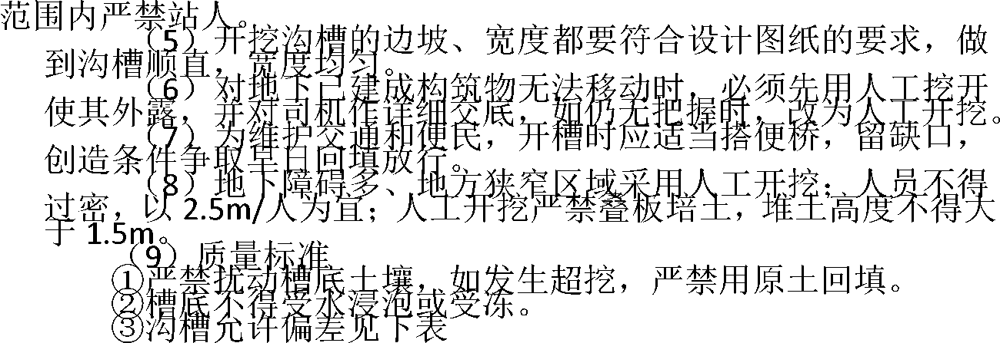 范围内严禁站人。
（5）开挖沟槽的边坡、宽度都要符合设计图纸的要求，做
到沟槽顺直，宽度均匀。
（6）对地下已建成构筑物无法移动时，必须先用人工挖开
使其外露，并对司机作详细交底，如仍无把握时，改为人工开挖。
（7）为维护交通和便民，开槽时应适当搭便桥，留缺口，
创造条件争取早日回填放行。
（8）地下障碍多、地方狭窄区域采用人工开挖；人员不得
过密，以 2.5m/人为宜；人工开挖严禁叠板培土，堆土高度不得大
于 1.5m。
（9）质量标准
①严禁扰动槽底土壤，如发生超挖，严禁用原土回填。
②槽底不得受水浸泡或受冻。
③沟槽允许偏差见下表